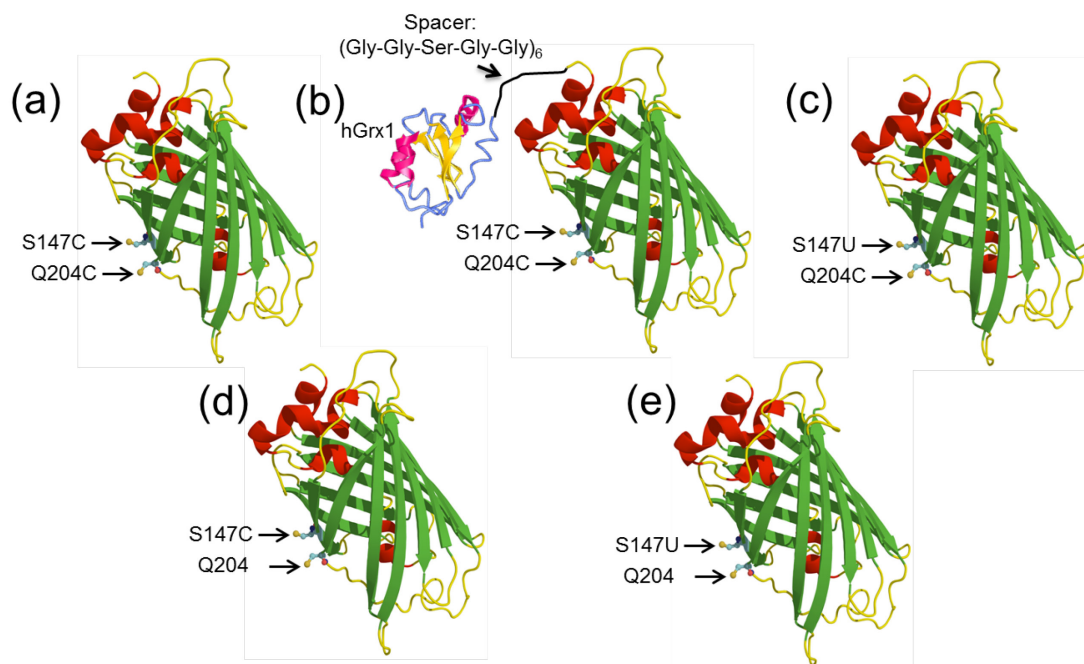 Spacer:
(Gly-Gly-Ser-Gly-Gly)₆
(a)
(b)
(c)
hGrx1
S147C
Q204C
S147C
Q204C
S147U
Q204C
(d)
(e)
S147C
Q204
S147U
Q204